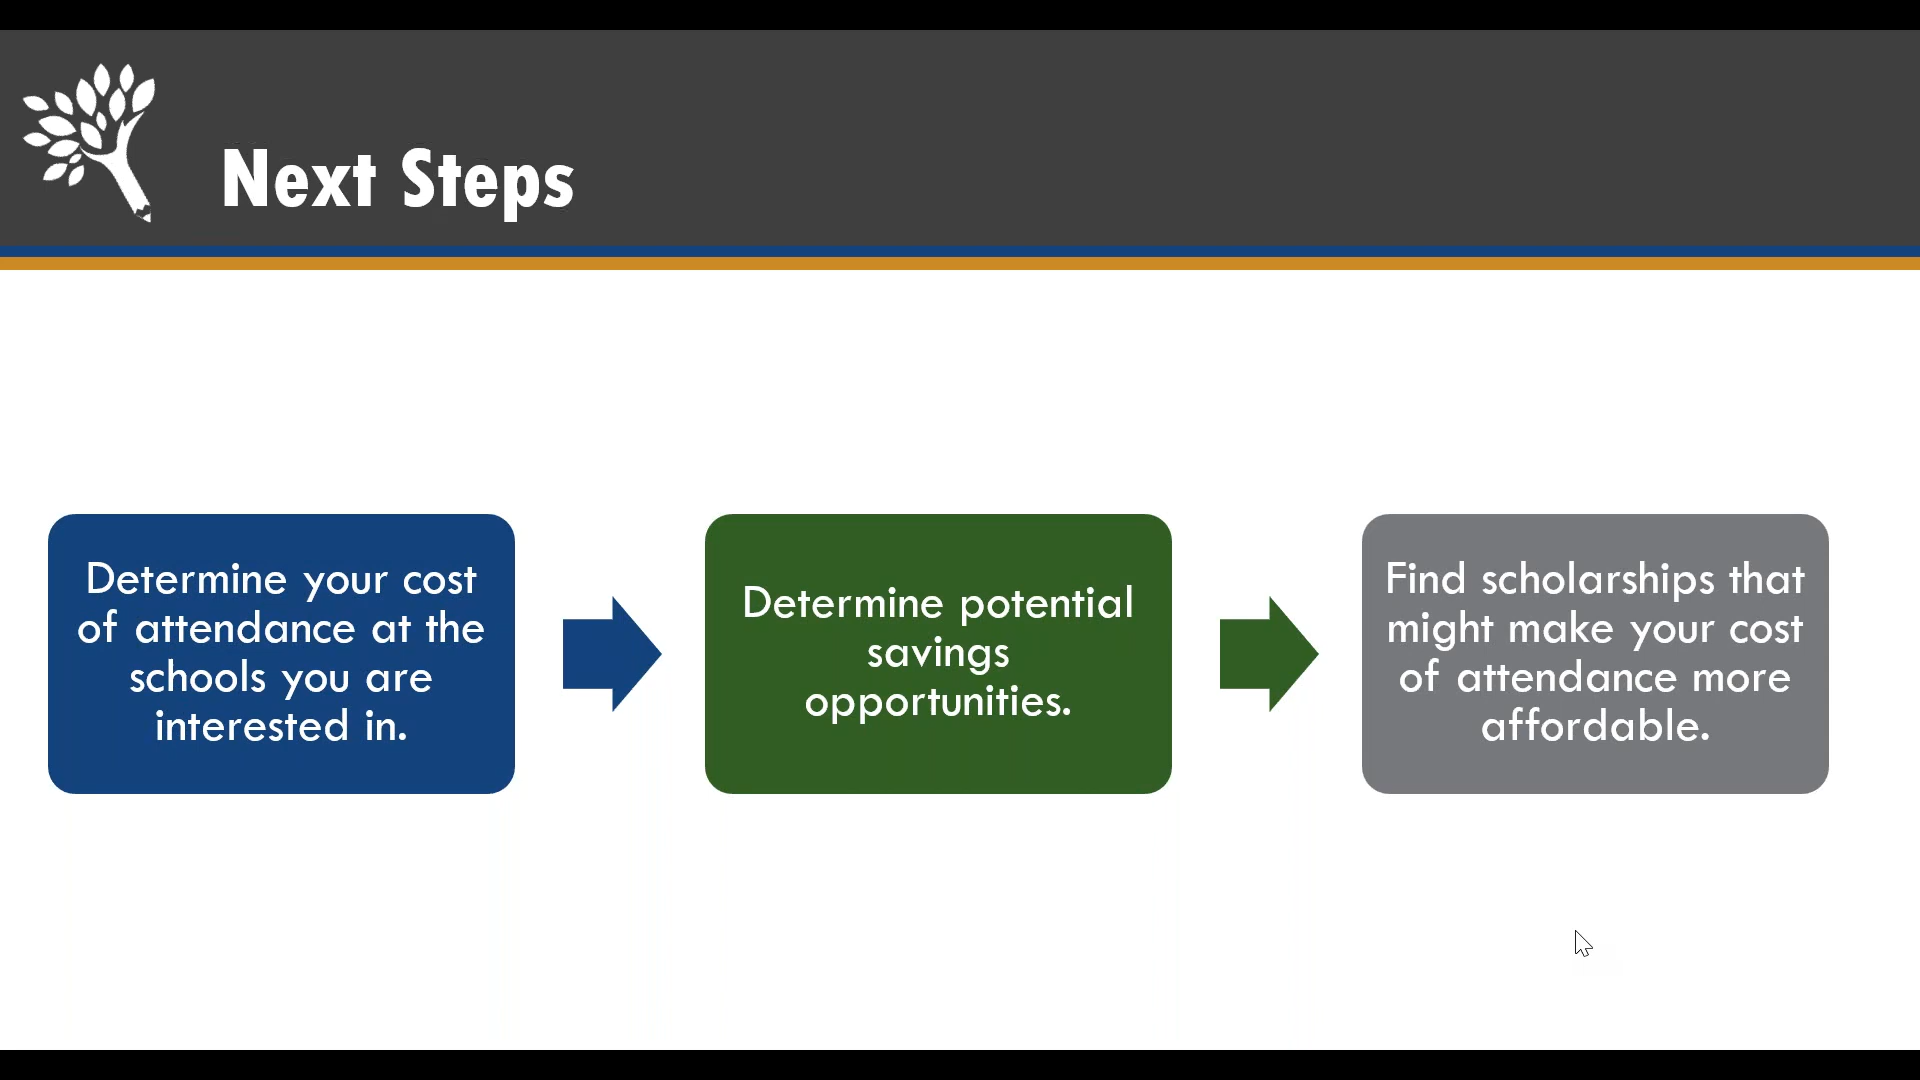 Next Steps
Determine your cost
of attendance at the
schools you are
interested in.
Determine potential
savings
opportunities.
Find scholarships that
might make your cost
of attendance more
affordable.